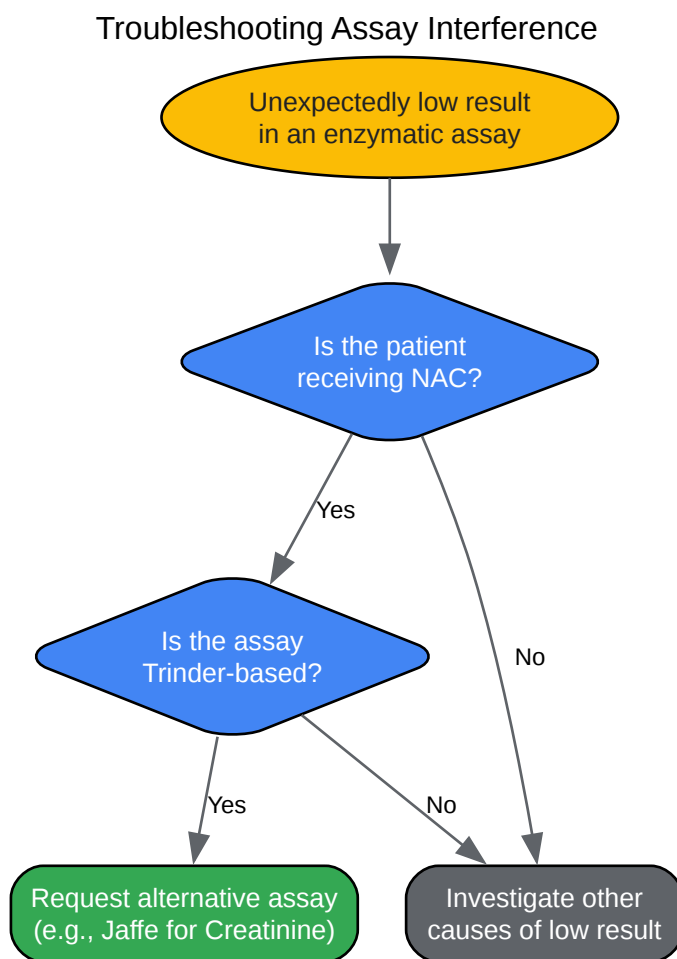 Troubleshooting Assay Interference
Unexpectedly low result
in an enzymatic assay
Is the patient
receiving NAC?
Yes
Is the assay
Trinder-based?
No
Yes
No
Request alternative assay
(e.g., Jaffe for Creatinine)
Investigate other
causes of low result